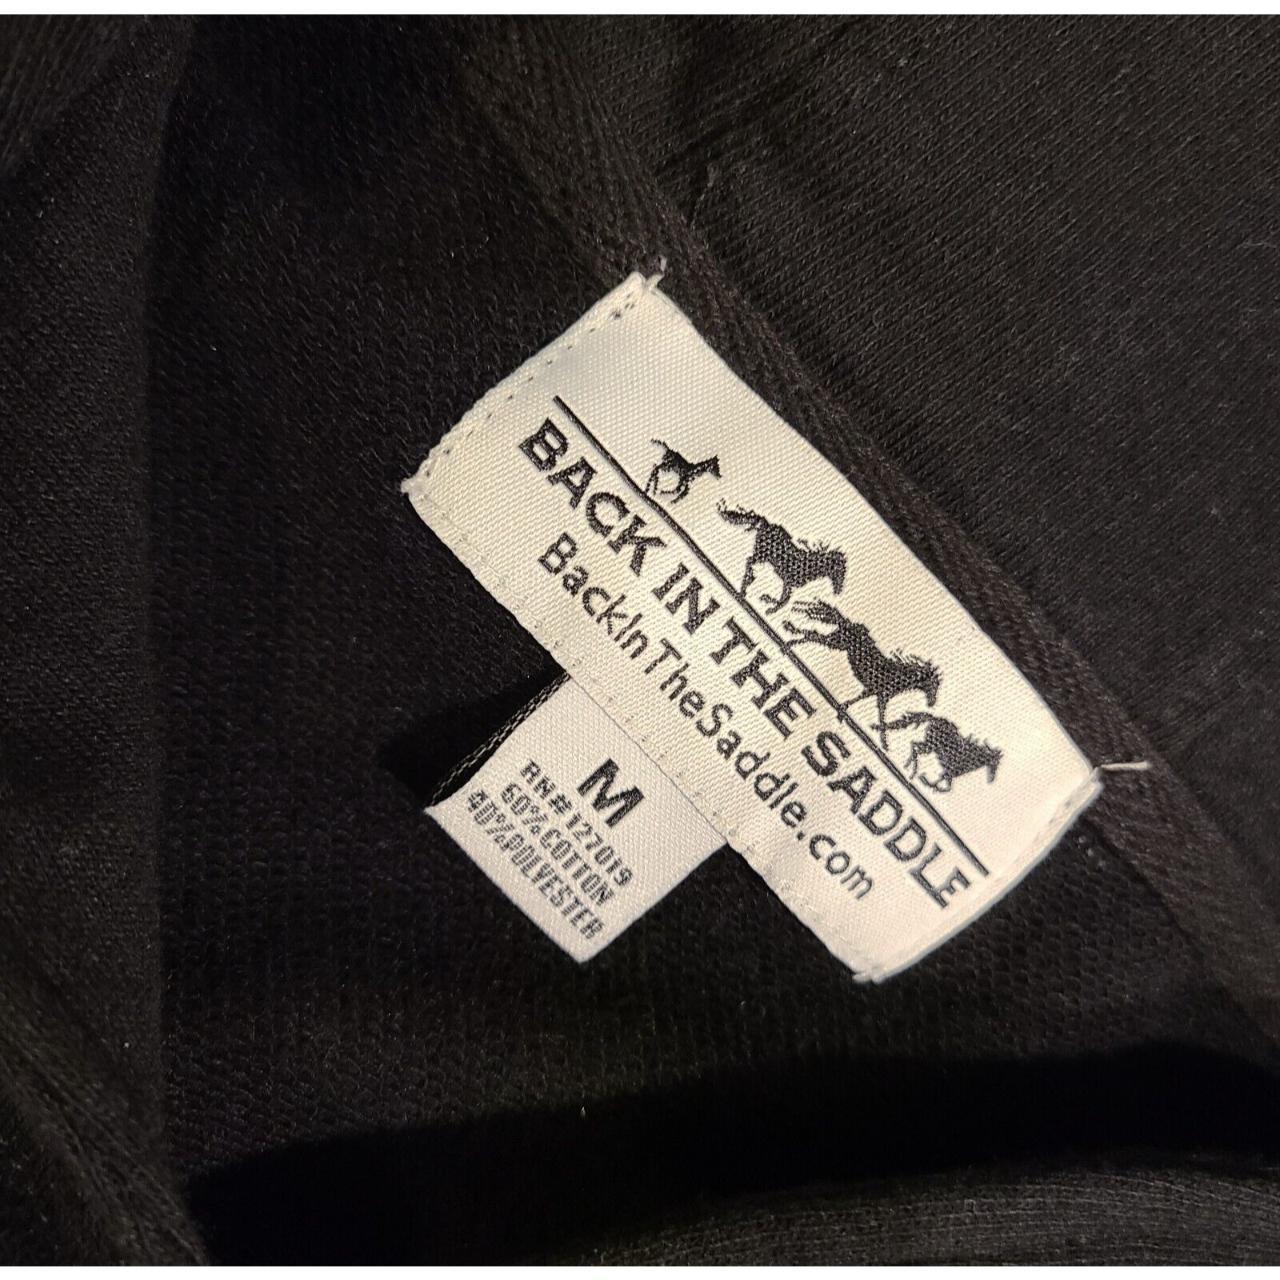 BACK IN THE SADDLE
BackInTheSaddle.com
M
RN#127019
60%COTTON
40%POLYESTER